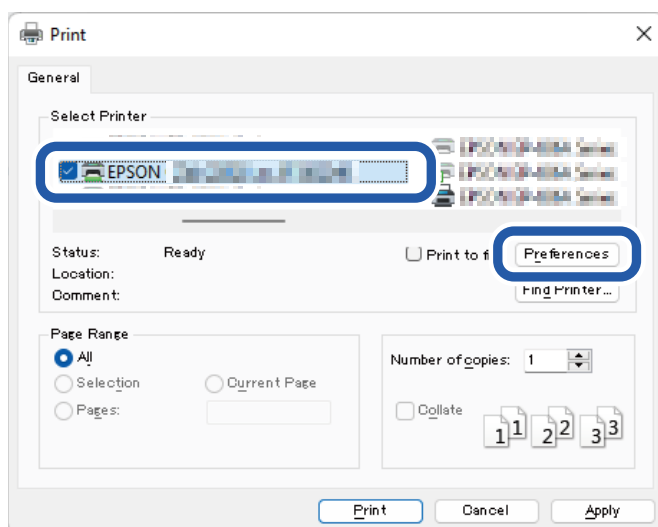 Print
General
Select Printer
EPSON
Status: Ready
Print to f
Preferences
Location:
Comment:
Find Printer...
Page Range
All
Selection
Current Page
Pages:
Number of copies: 1
Collate
1 1 2 2 3 3
Print Cancel Apply